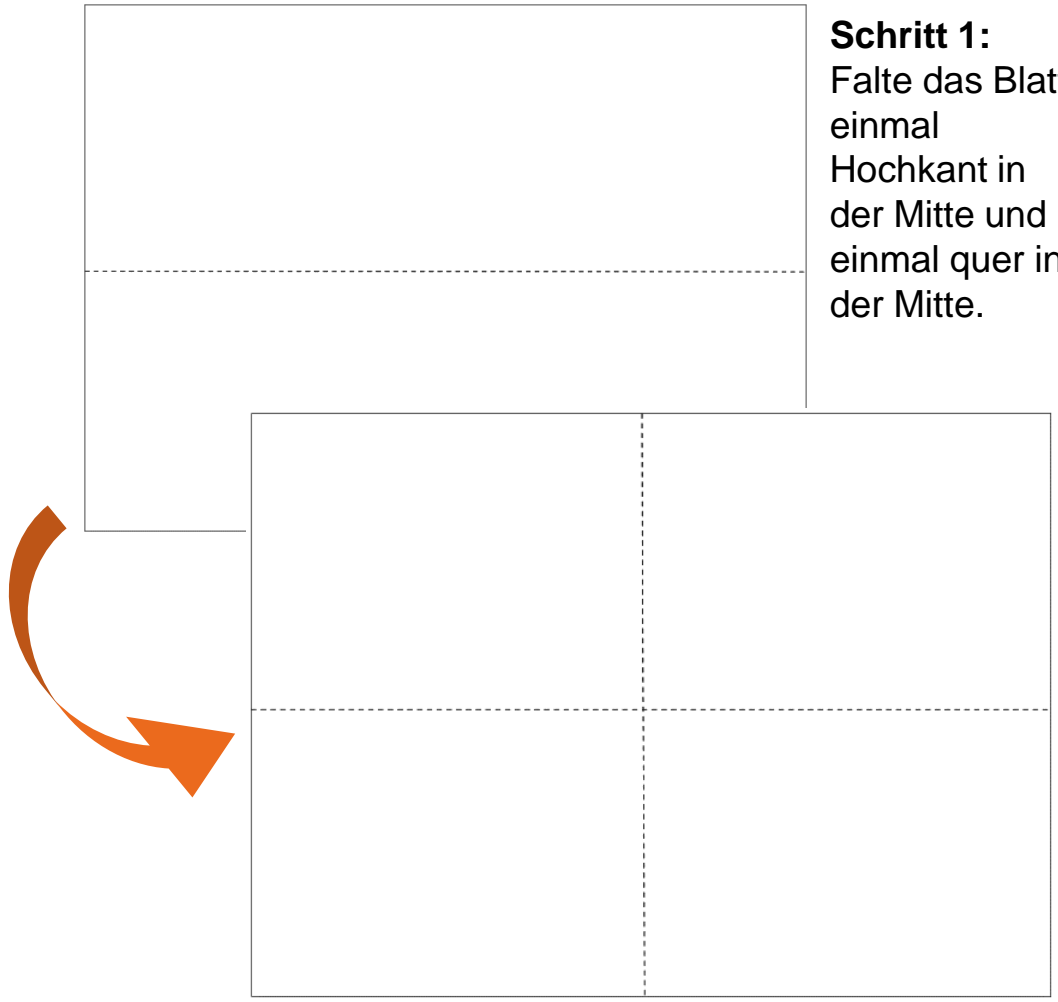 Schritt 1:
Falte das Blat
einmal
Hochkant in
der Mitte und
einmal quer in
der Mitte.